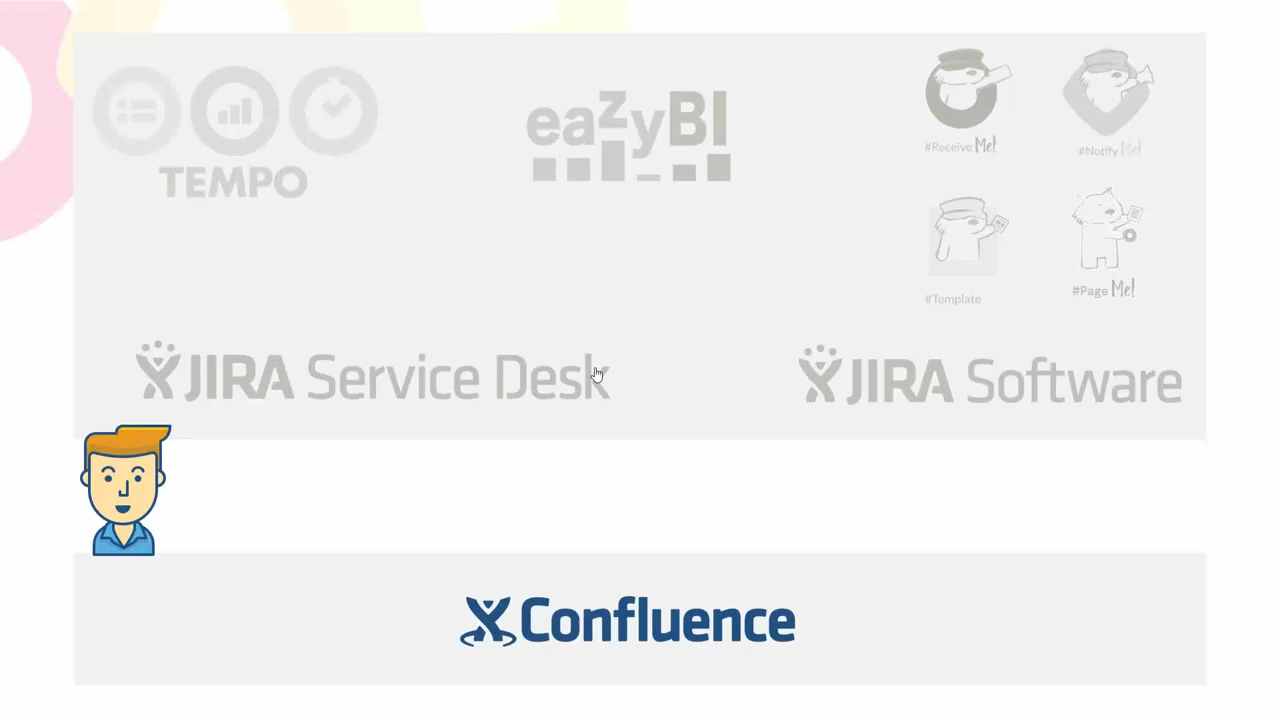 TEMPO
eazyBI
#Receive Me!
#Notify Me!
#Template
#Page Me!
JIRA Service Desk
JIRA Software
Confluence